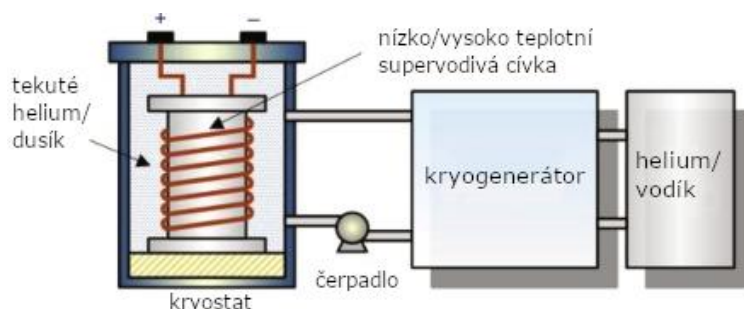 + −
nízko/vysoko teplotní
supervodivá cívka
tekuté
helium/
dusík
kryogenerátor
helium/
vodík
čerpadlo
kryostat